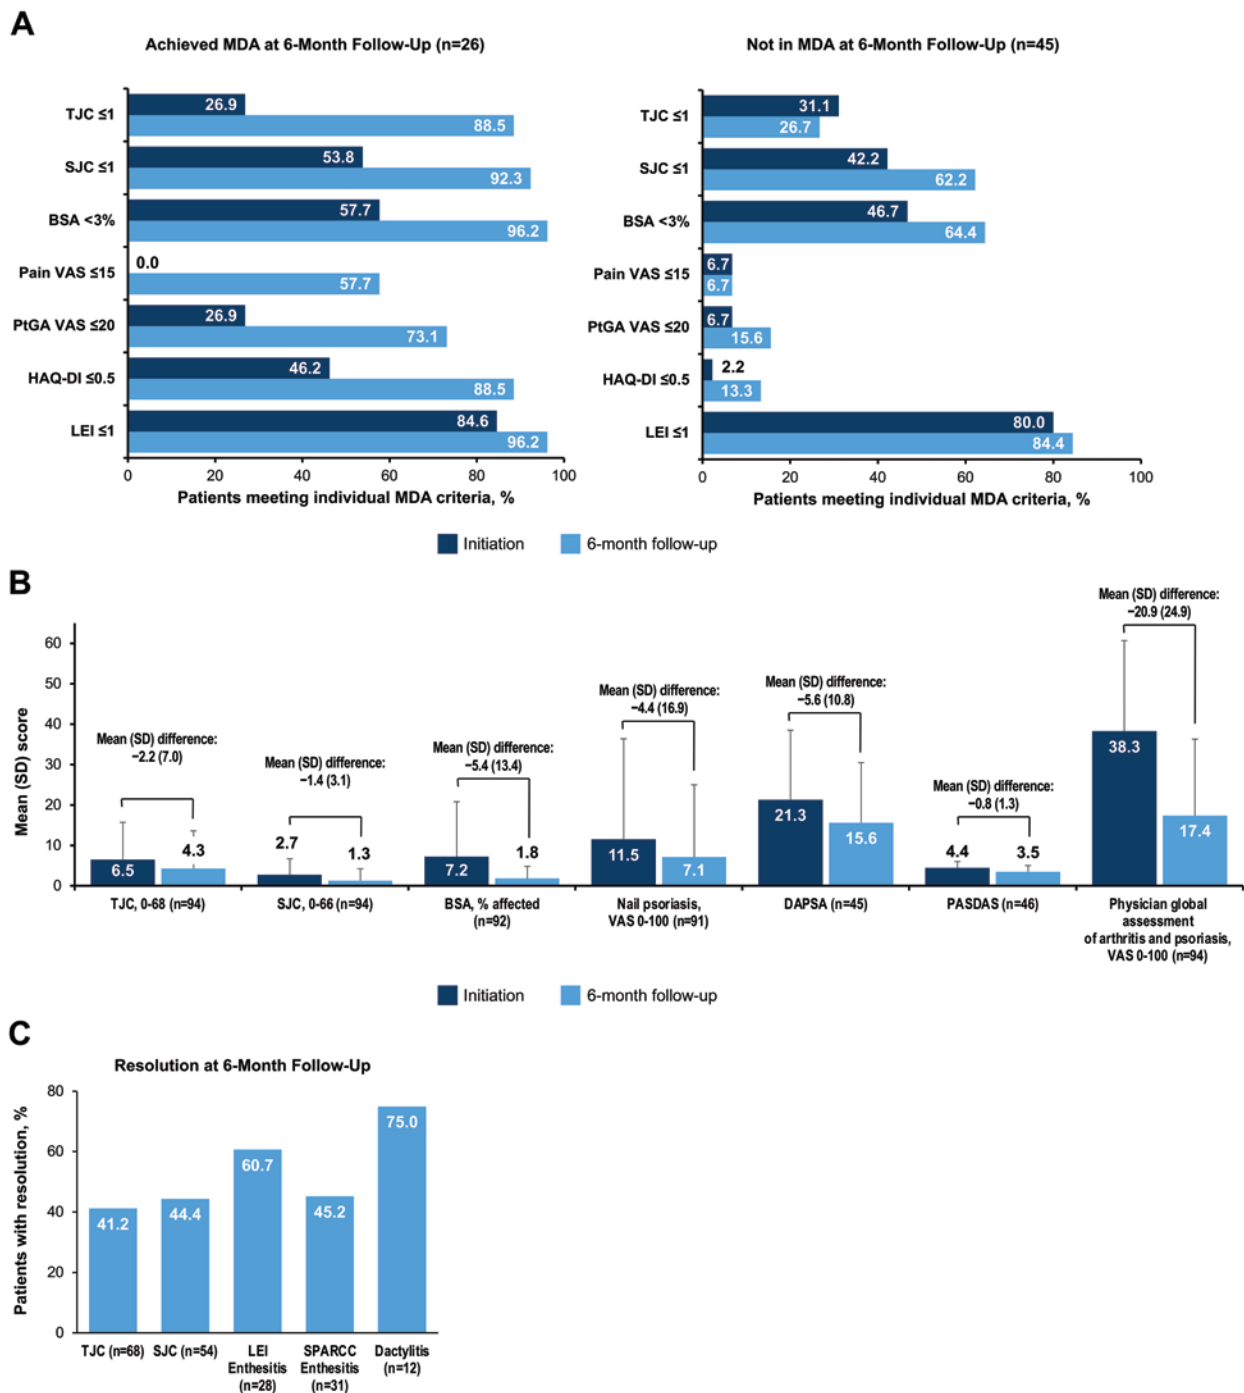 A
Achieved MDA at 6-Month Follow-Up (n=26)
TJC ≤1
26.9
88.5
SJC ≤1
53.8
92.3
BSA <3%
57.7
96.2
Pain VAS ≤15
0.0
57.7
PtGA VAS ≤20
26.9
73.1
HAQ-DI ≤0.5
46.2
88.5
LEI ≤1
84.6
96.2
0 20 40 60 80 100
Patients meeting individual MDA criteria, %
Not in MDA at 6-Month Follow-Up (n=45)
TJC ≤1
31.1
26.7
SJC ≤1
42.2
62.2
BSA <3%
46.7
64.4
Pain VAS ≤15
6.7
6.7
PtGA VAS ≤20
6.7
15.6
HAQ-DI ≤0.5
2.2
13.3
LEI ≤1
80.0
84.4
0 20 40 60 80 100
Patients meeting individual MDA criteria, %
Initiation 6-month follow-up
B
Mean (SD) score
60
50
40
30
20
10
0
Mean (SD) difference:
−2.2 (7.0)
6.5
4.3
TJC, 0-68 (n=94)
Mean (SD) difference:
−1.4 (3.1)
2.7
1.3
SJC, 0-66 (n=94)
Mean (SD) difference:
−5.4 (13.4)
7.2
1.8
BSA, % affected
(n=92)
Mean (SD) difference:
−4.4 (16.9)
11.5
7.1
Nail psoriasis,
VAS 0-100 (n=91)
Mean (SD) difference:
−5.6 (10.8)
21.3
15.6
DAPSA (n=45)
Mean (SD) difference:
−0.8 (1.3)
4.4
3.5
PASDAS (n=46)
Mean (SD) difference:
−20.9 (24.9)
38.3
17.4
Physician global
assessment
of arthritis and psoriasis,
VAS 0-100 (n=94)
Initiation 6-month follow-up
C
Resolution at 6-Month Follow-Up
Patients with resolution, %
80
60
40
20
0
41.2
44.4
60.7
45.2
75.0
TJC (n=68)
SJC (n=54)
LEI
Enthesitis
(n=28)
SPARCC
Enthesitis
(n=31)
Dactylitis
(n=12)